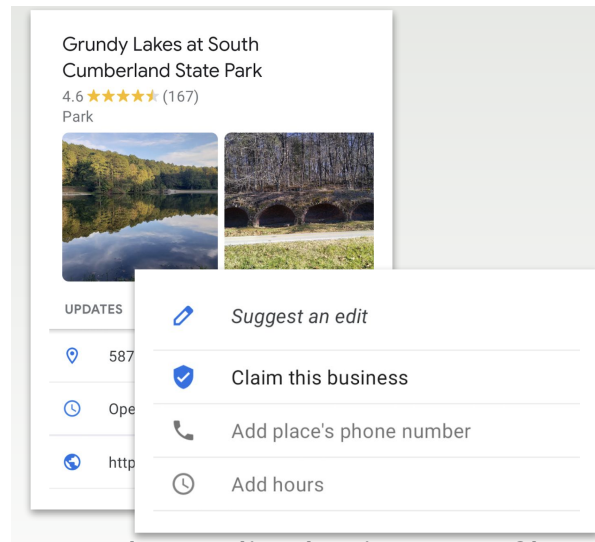 Grundy Lakes at South
Cumberland State Park
4.6 (167)
Park
UPDATES
587
Ope
http
Suggest an edit
Claim this business
Add place's phone number
Add hours